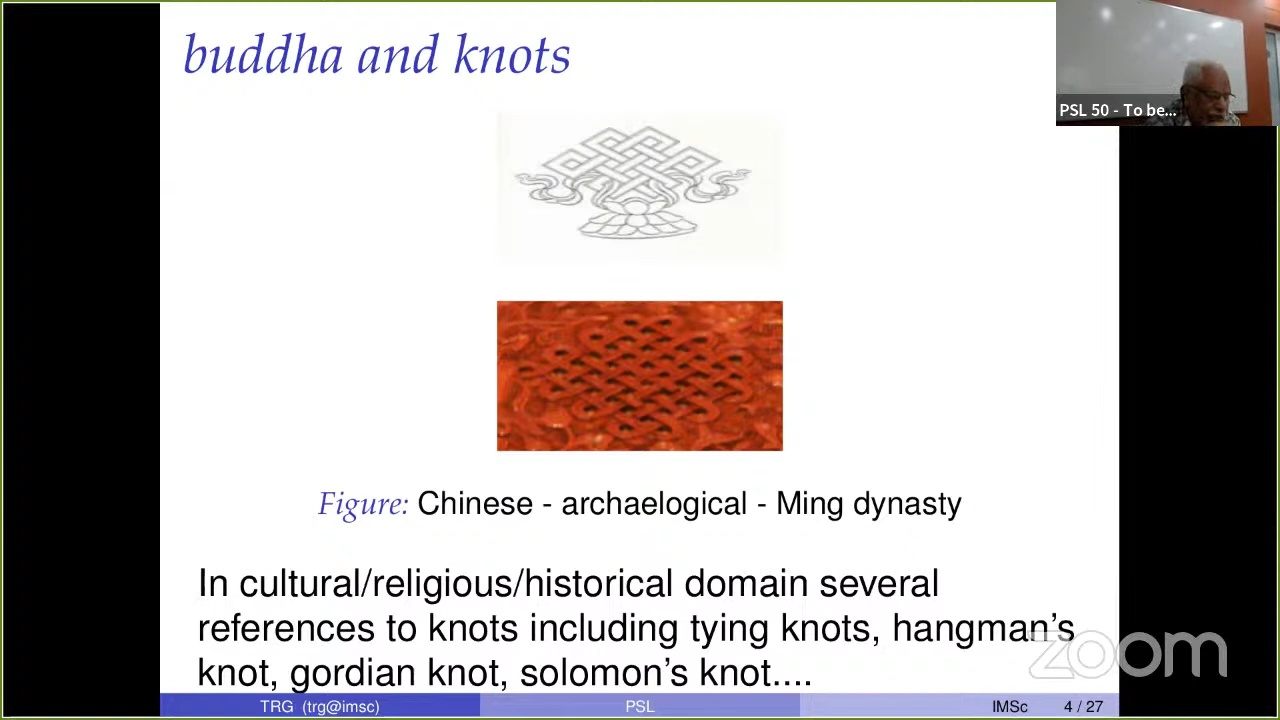 buddha and knots
PSL 50 - To be...
Figure: Chinese - archaelogical - Ming dynasty
In cultural/religious/historical domain several
references to knots including tying knots, hangman's
knot, gordian knot, solomon's knot....
zoom
TRG (trg@imsc) PSL IMSc 4 / 27